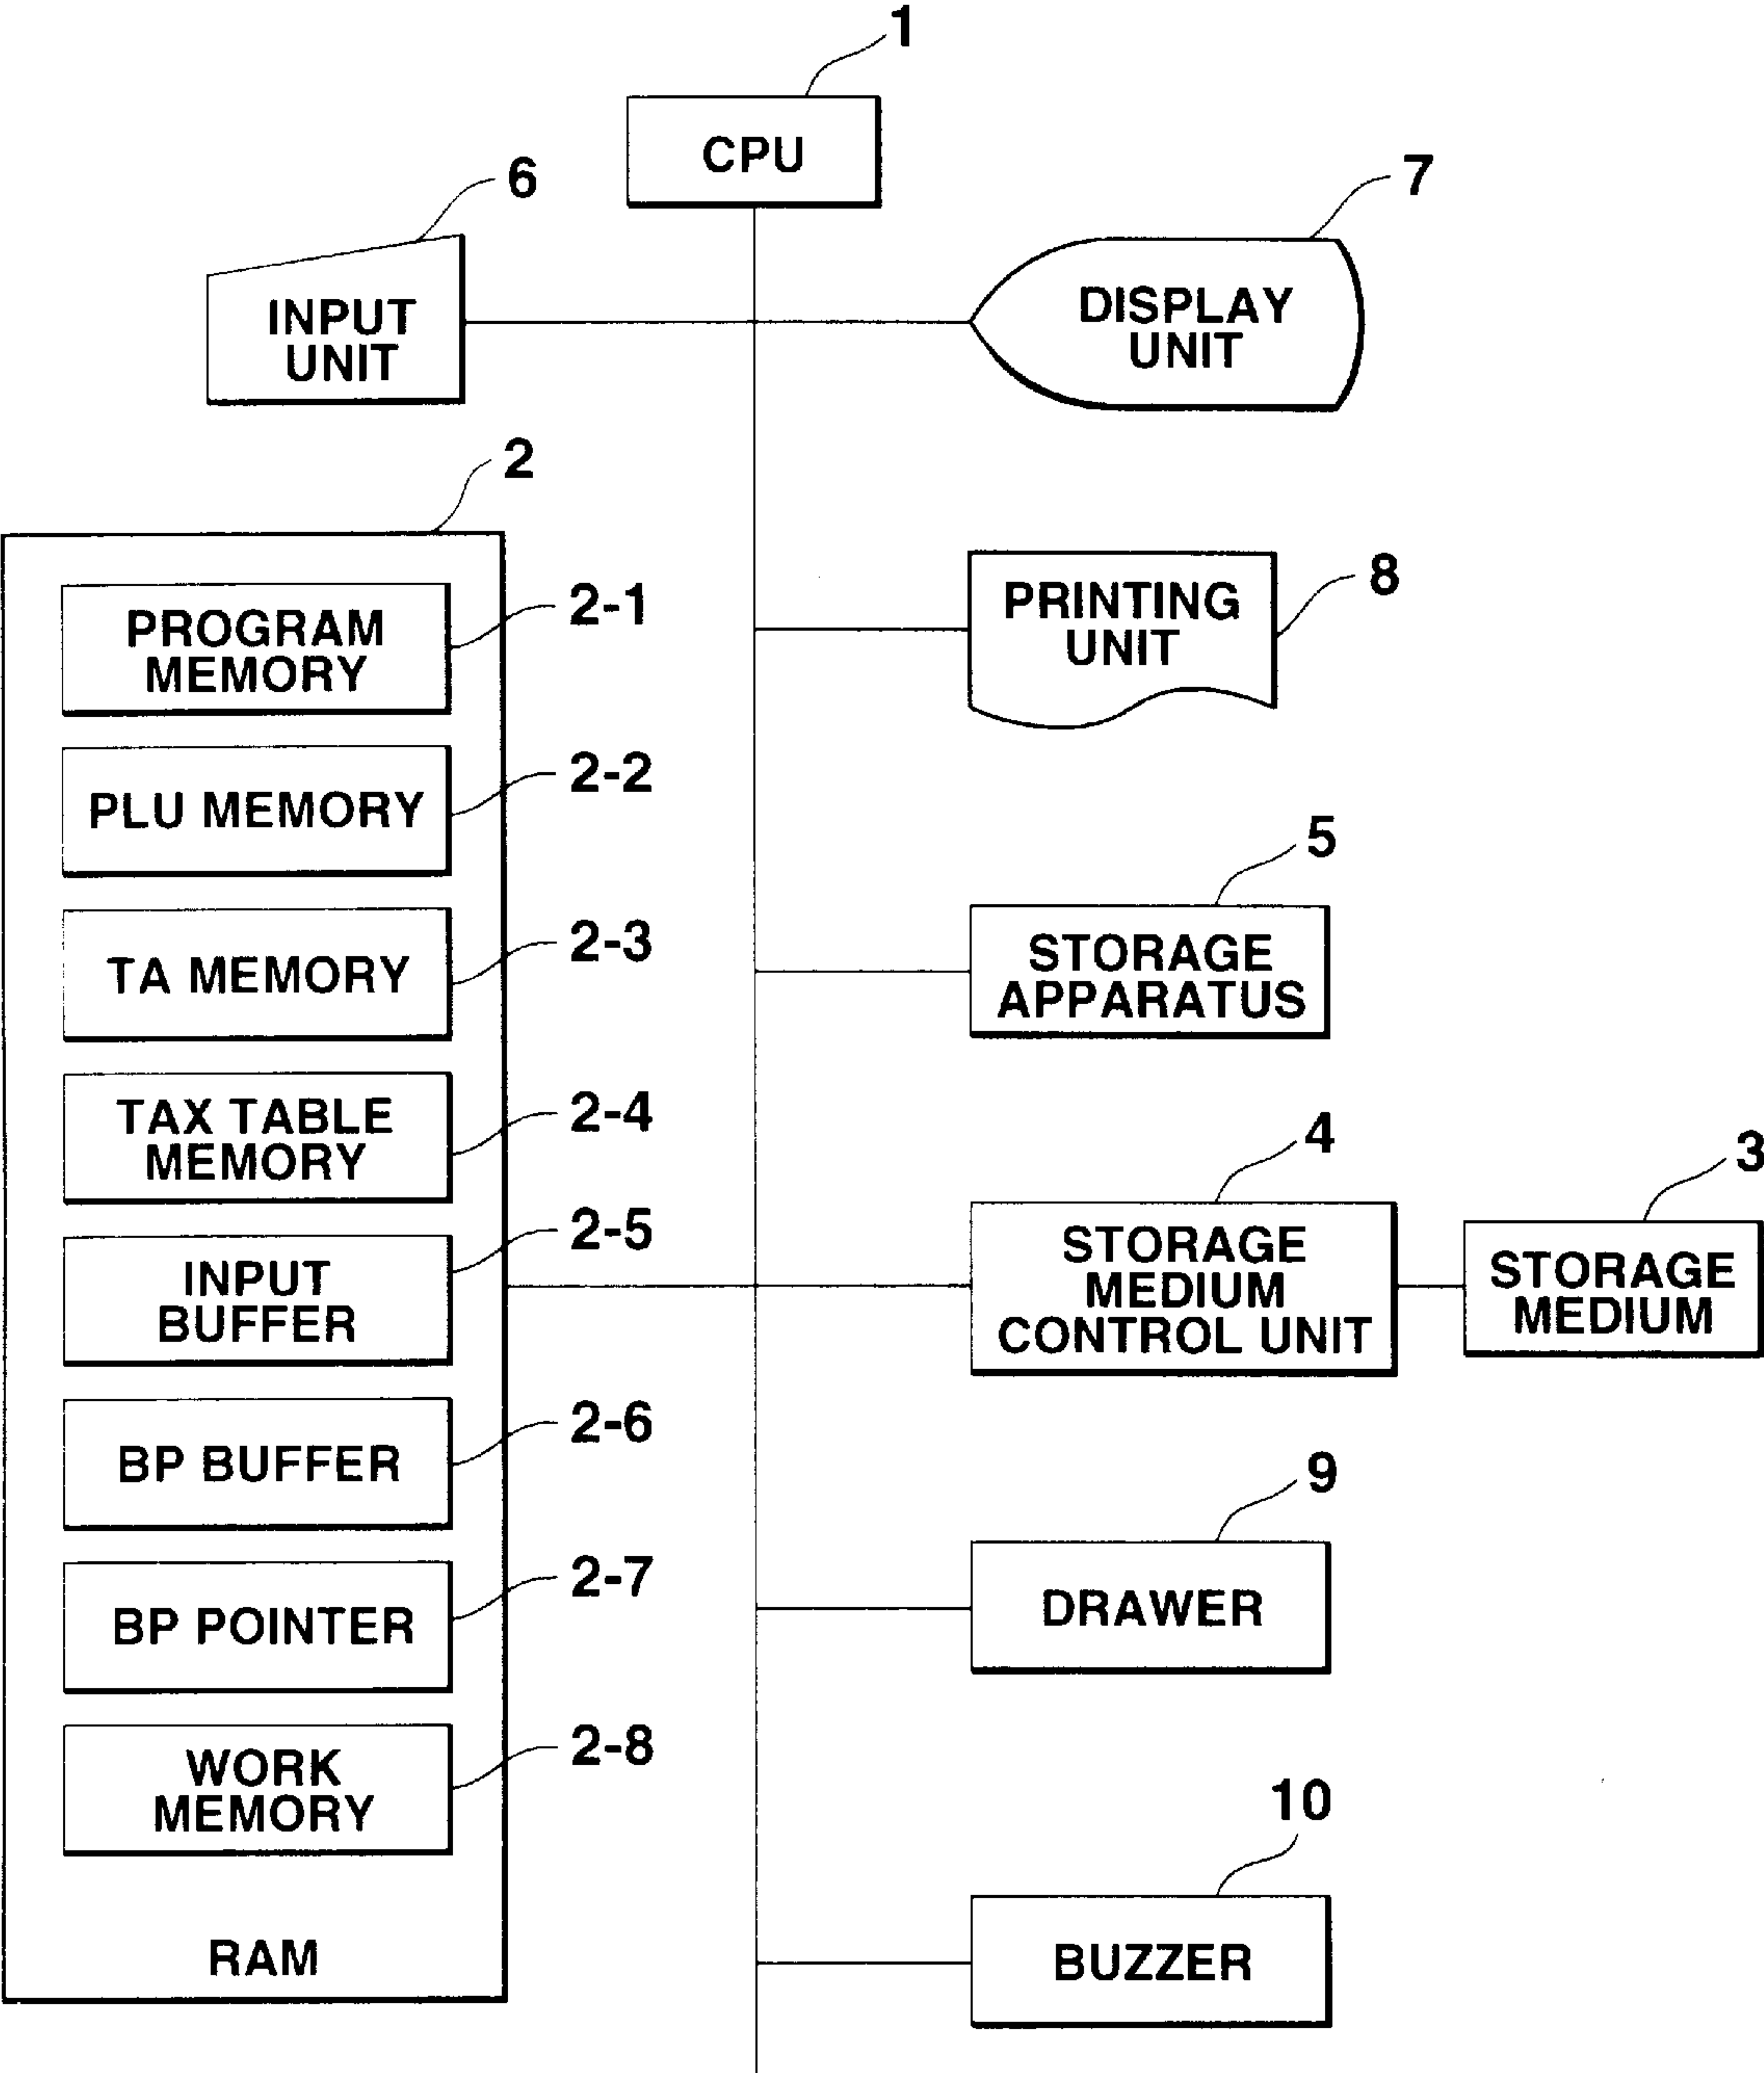 1
CPU
6
INPUT
UNIT
7
DISPLAY
UNIT
2
PROGRAM
MEMORY
2-1
PLU MEMORY
2-2
TA MEMORY
2-3
TAX TABLE
MEMORY
2-4
INPUT
BUFFER
2-5
BP BUFFER
2-6
BP POINTER
2-7
WORK
MEMORY
2-8
RAM
PRINTING
UNIT
8
5
STORAGE
APPARATUS
4
STORAGE
MEDIUM
CONTROL UNIT
3
STORAGE
MEDIUM
9
DRAWER
10
BUZZER